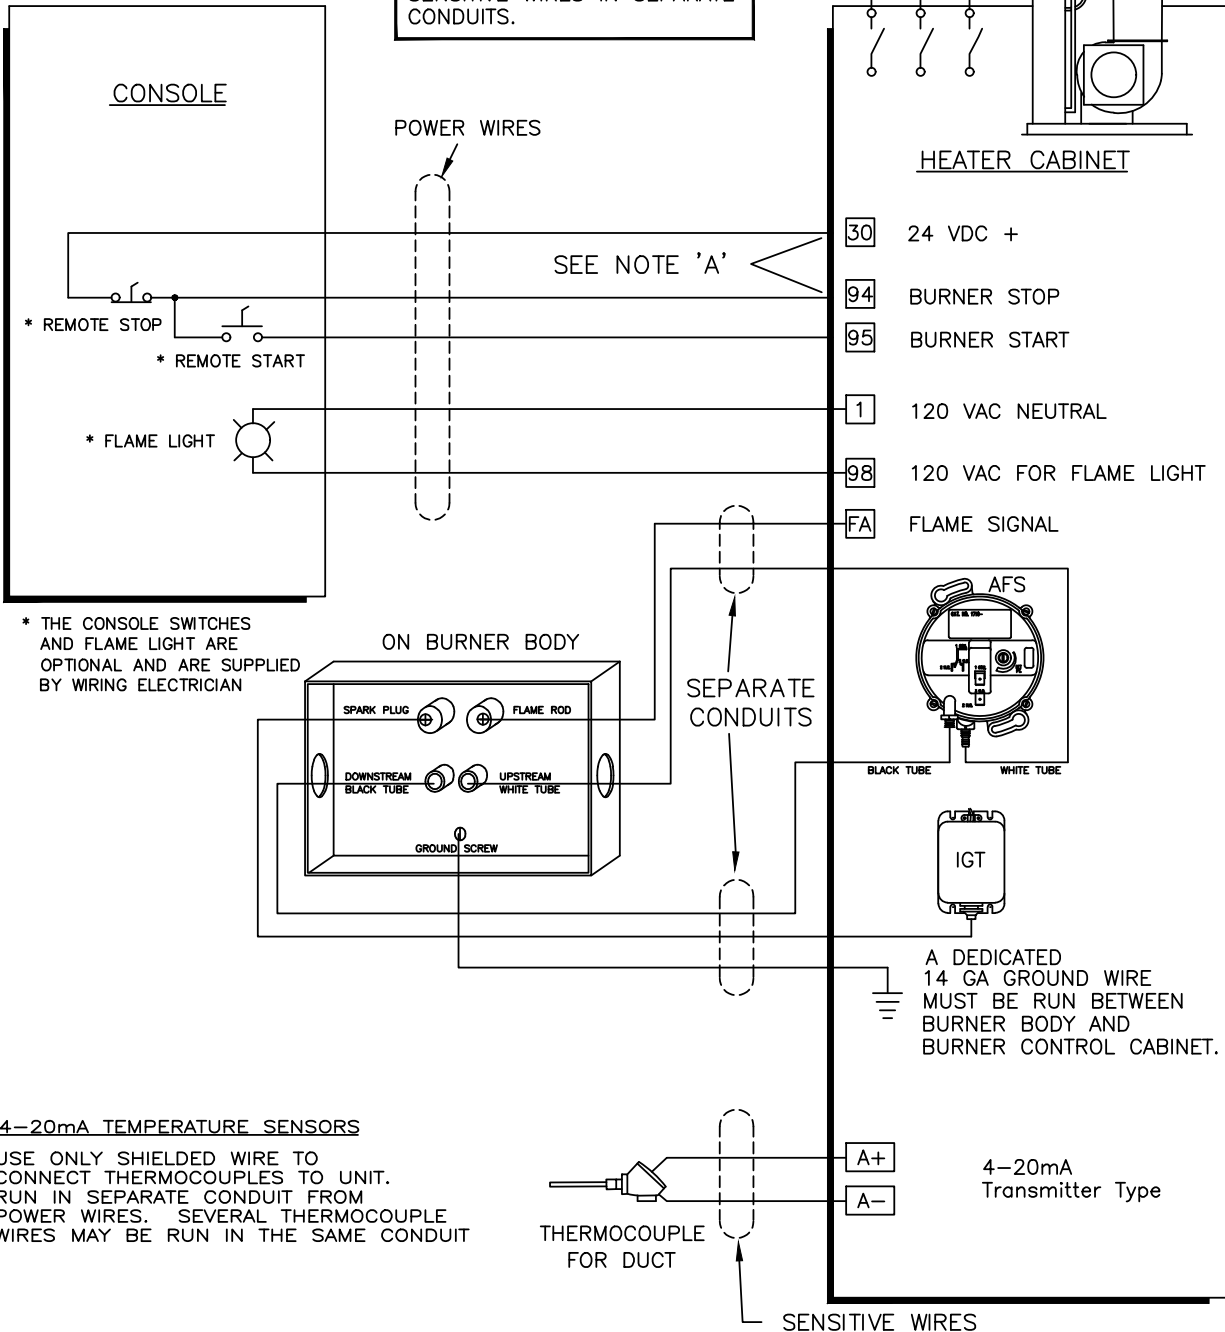 SENSITIVE WIRES IN SEPARATE
CONDUITS.
CONSOLE
POWER WIRES
HEATER CABINET
30 24 VDC +
SEE NOTE 'A'
94 BURNER STOP
* REMOTE STOP
95 BURNER START
* REMOTE START
1 120 VAC NEUTRAL
* FLAME LIGHT
98 120 VAC FOR FLAME LIGHT
FA FLAME SIGNAL
AFS
* THE CONSOLE SWITCHES
AND FLAME LIGHT ARE
OPTIONAL AND ARE SUPPLIED
BY WIRING ELECTRICIAN
ON BURNER BODY
SEPARATE
CONDUITS
SPARK PLUG
FLAME ROD
DOWNSTREAM
BLACK TUBE
UPSTREAM
WHITE TUBE
GROUND SCREW
BLACK TUBE
WHITE TUBE
IGT
A DEDICATED
14 GA GROUND WIRE
MUST BE RUN BETWEEN
BURNER BODY AND
BURNER CONTROL CABINET.
4-20mA TEMPERATURE SENSORS
USE ONLY SHIELDED WIRE TO
CONNECT THERMOCOUPLES TO UNIT.
RUN IN SEPARATE CONDUIT FROM
POWER WIRES. SEVERAL THERMOCOUPLE
WIRES MAY BE RUN IN THE SAME CONDUIT
A+
A-
4-20mA
Transmitter Type
THERMOCOUPLE
FOR DUCT
SENSITIVE WIRES